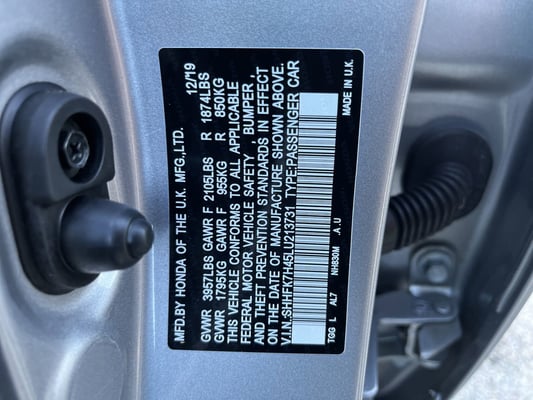 MFD.BY HONDA OF THE U.K. MFG.,LTD. 12/19
GVWR 3957LBS GAWR F 2105LBS R 1874LBS
GVWR 1795KG GAWR F 955KG R 850KG
THIS VEHICLE CONFORMS TO ALL APPLICABLE
FEDERAL MOTOR VEHICLE SAFETY , BUMPER ,
AND THEFT PREVENTION STANDARDS IN EFFECT
ON THE DATE OF MANUFACTURE SHOWN ABOVE.
V.I.N.:SHHFK7H45LU213731 TYPE:PASSENGER CAR
TGG L AL7 NH830M .A.U MADE IN U.K.